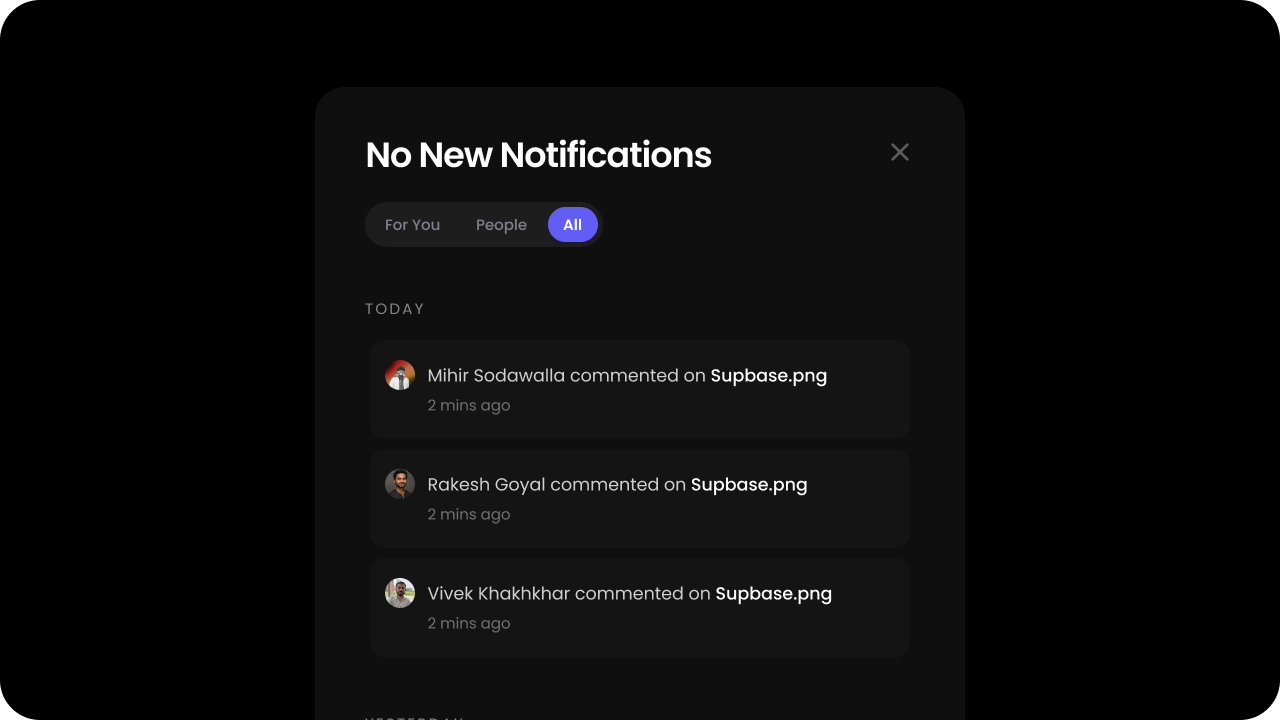 No New Notifications
For You People All
TODAY
Mihir Sodawalla commented on Supbase.png
2 mins ago
Rakesh Goyal commented on Supbase.png
2 mins ago
Vivek Khakhkhar commented on Supbase.png
2 mins ago
YESTERDAY